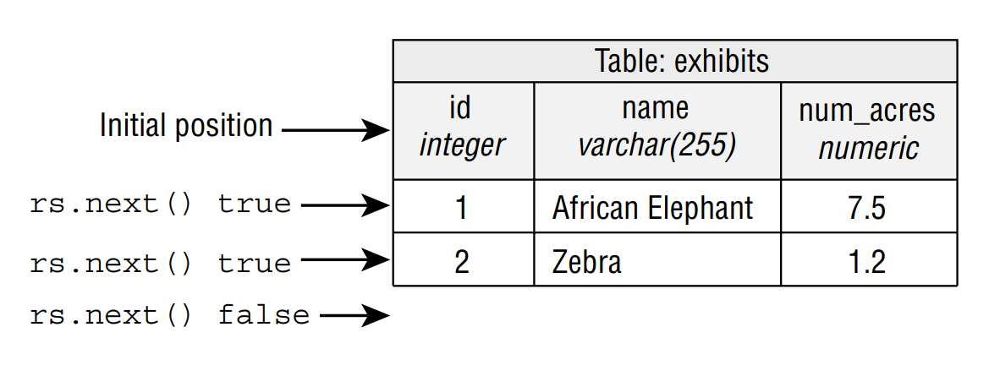 Table: exhibits
Initial position
id
integer
name
varchar(255)
num_acres
numeric
rs.next() true
1
African Elephant
7.5
rs.next() true
2
Zebra
1.2
rs.next() false